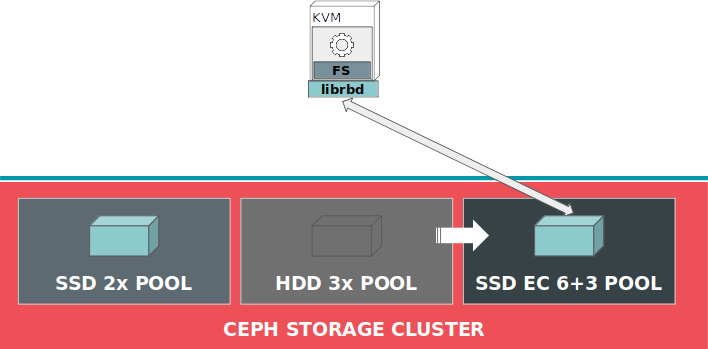 KVM
FS
librbd
SSD 2x POOL
HDD 3x POOL
SSD EC 6+3 POOL
CEPH STORAGE CLUSTER